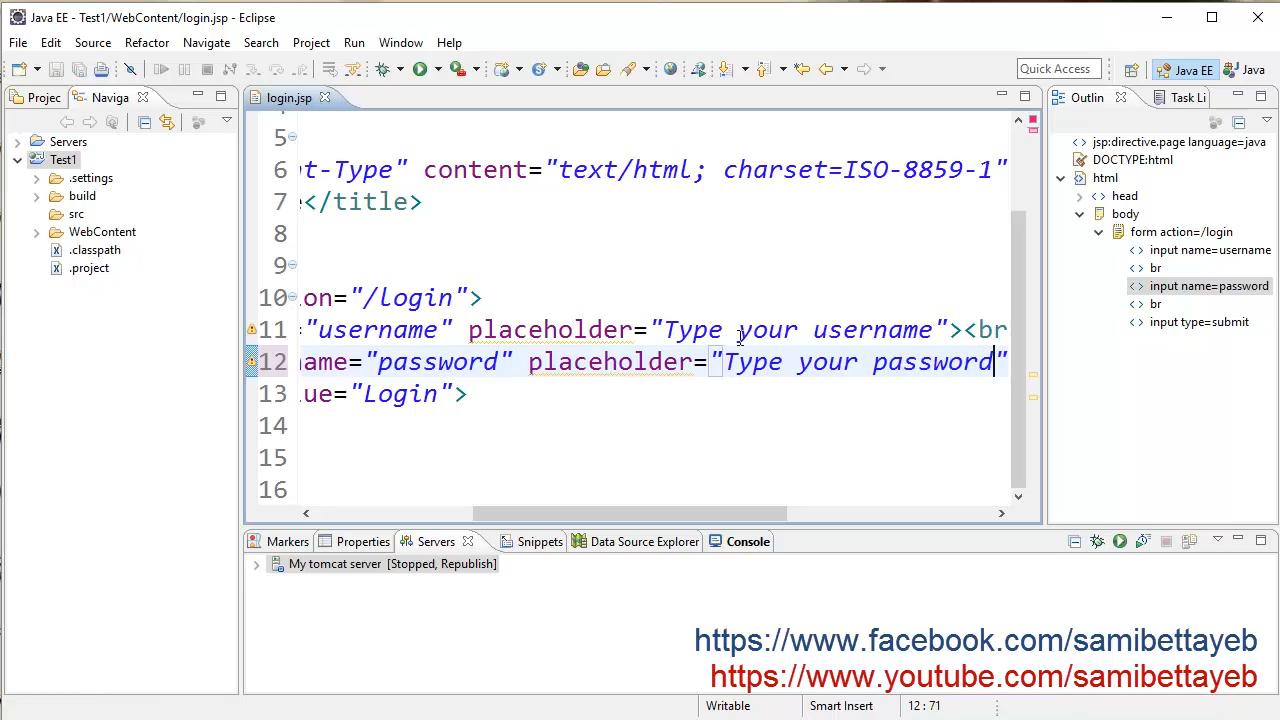 Java EE - Test1/WebContent/login.jsp - Eclipse
File Edit Source Refactor Navigate Search Project Run Window Help
Quick Access
Java EE
Java
Projec
Naviga
Servers
Test1
.settings
build
src
WebContent
.classpath
.project
login.jsp
5
6 nt-Type" content="text/html; charset=ISO-8859-1"
7 </title>
8
9
10 on="/login">
11 ="username" placeholder="Type your username"><br
12 name="password" placeholder="Type your password"
13 ue="Login">
14
15
16
Outlin
Task Li
jsp:directive.page language=java
DOCTYPE:html
html
head
body
form action=/login
input name=username
br
input name=password
br
input type=submit
Markers Properties Servers Snippets Data Source Explorer Console
My tomcat server [Stopped, Republish]
https://www.facebook.com/samibettayeb
https://www.youtube.com/samibettayeb
Writable Smart Insert 12 : 71